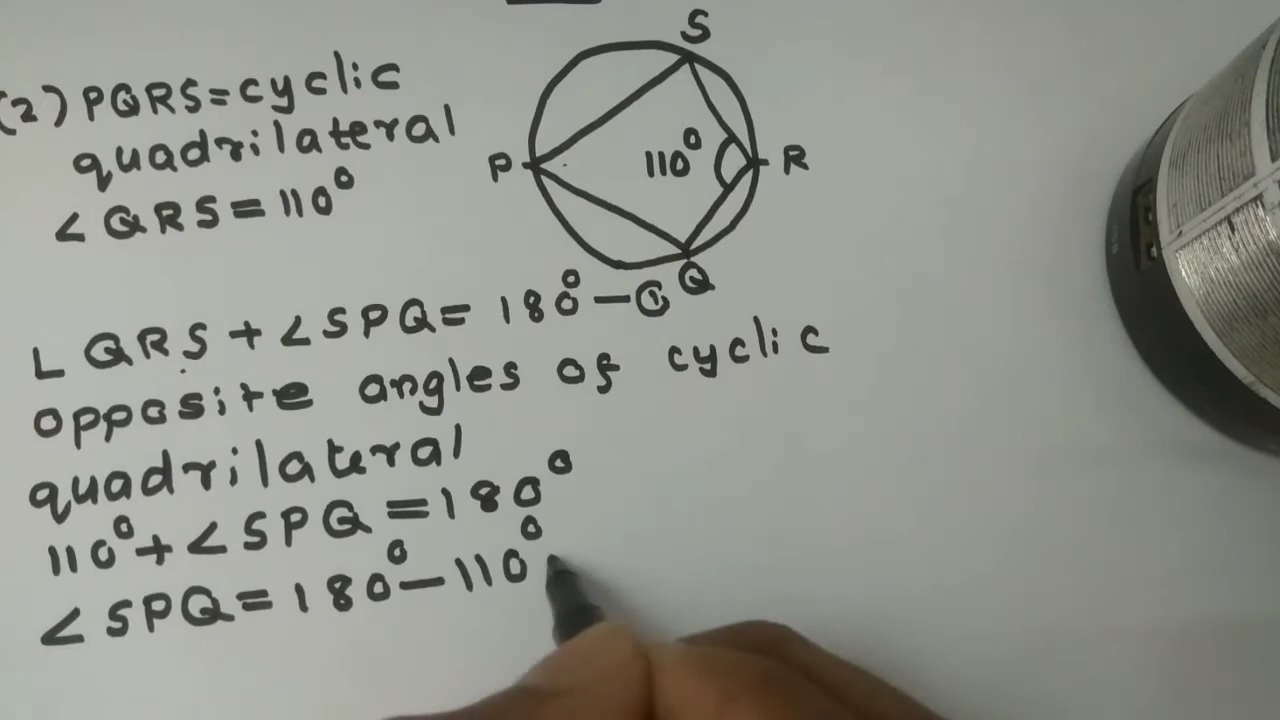 (2) PQRS=cyclic
quadrilateral
∠QRS=110°
S
P
110°
R
Q
∟QRS+∠SPQ=180°-①
opposite angles of cyclic
quadrilateral
110°+∠SPQ=180°
∠SPQ=180°-110°